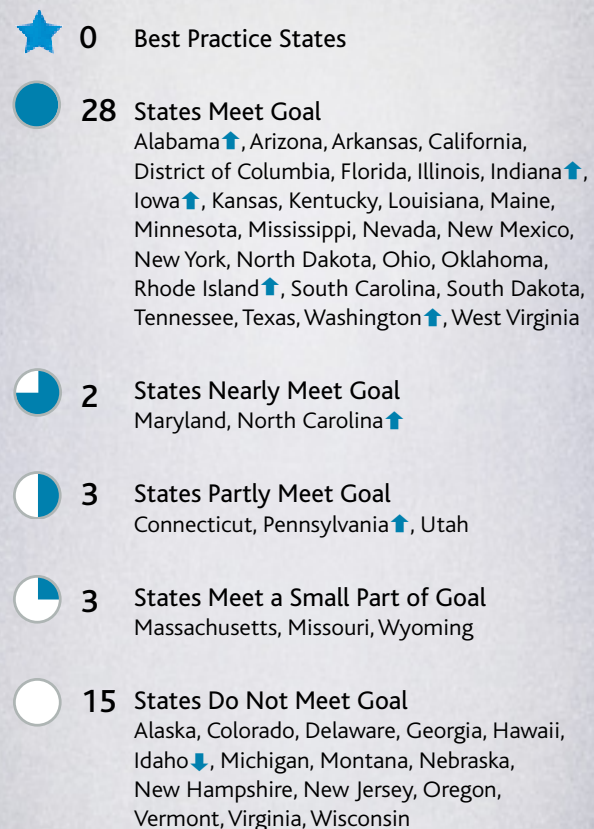 0 Best Practice States
28 States Meet Goal
Alabama⬆, Arizona, Arkansas, California,
District of Columbia, Florida, Illinois, Indiana⬆,
Iowa⬆, Kansas, Kentucky, Louisiana, Maine,
Minnesota, Mississippi, Nevada, New Mexico,
New York, North Dakota, Ohio, Oklahoma,
Rhode Island⬆, South Carolina, South Dakota,
Tennessee, Texas, Washington⬆, West Virginia
2 States Nearly Meet Goal
Maryland, North Carolina⬆
3 States Partly Meet Goal
Connecticut, Pennsylvania⬆, Utah
3 States Meet a Small Part of Goal
Massachusetts, Missouri, Wyoming
15 States Do Not Meet Goal
Alaska, Colorado, Delaware, Georgia, Hawaii,
Idaho⬇, Michigan, Montana, Nebraska,
New Hampshire, New Jersey, Oregon,
Vermont, Virginia, Wisconsin